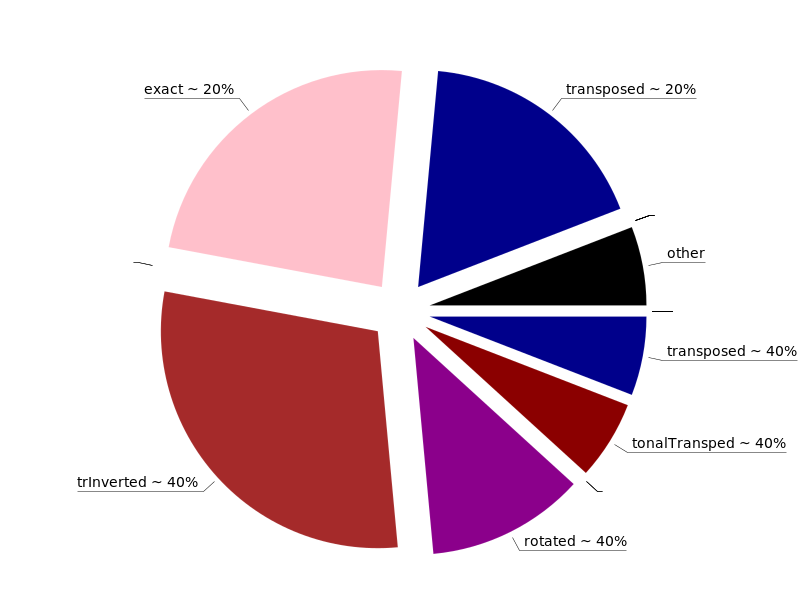 exact ~ 20%
transposed ~ 20%
other
transposed ~ 40%
tonalTransped ~ 40%
trInverted ~ 40%
rotated ~ 40%